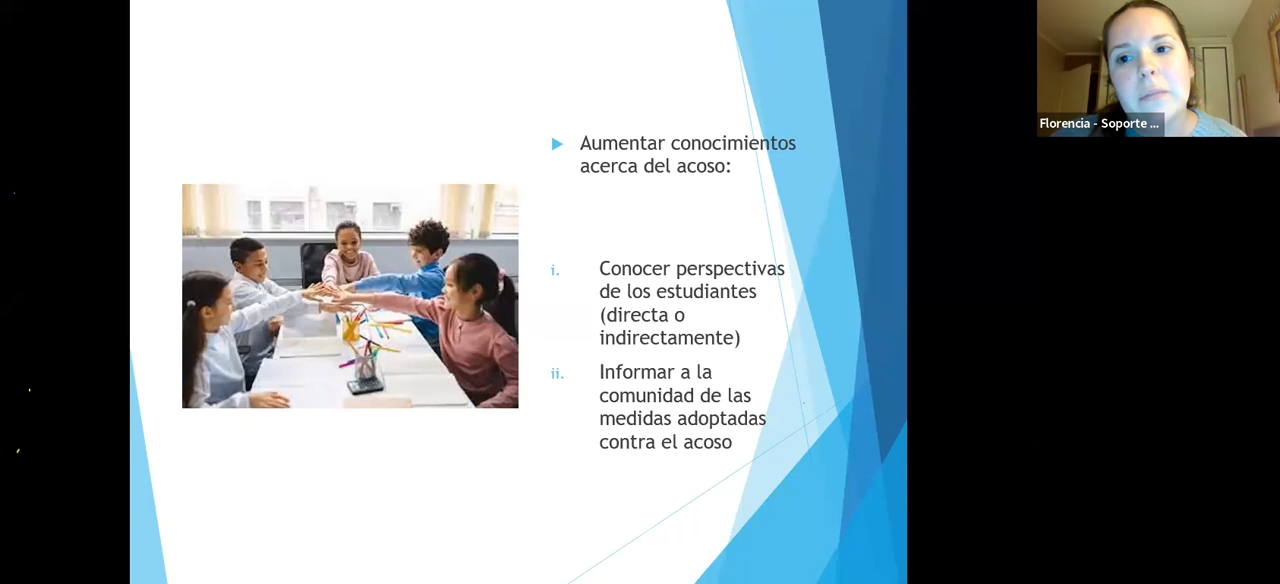 Aumentar conocimientos
acerca del acoso:
i. Conocer perspectivas
de los estudiantes
(directa o
indirectamente)
ii. Informar a la
comunidad de las
medidas adoptadas
contra el acoso
Florencia - Soporte ...